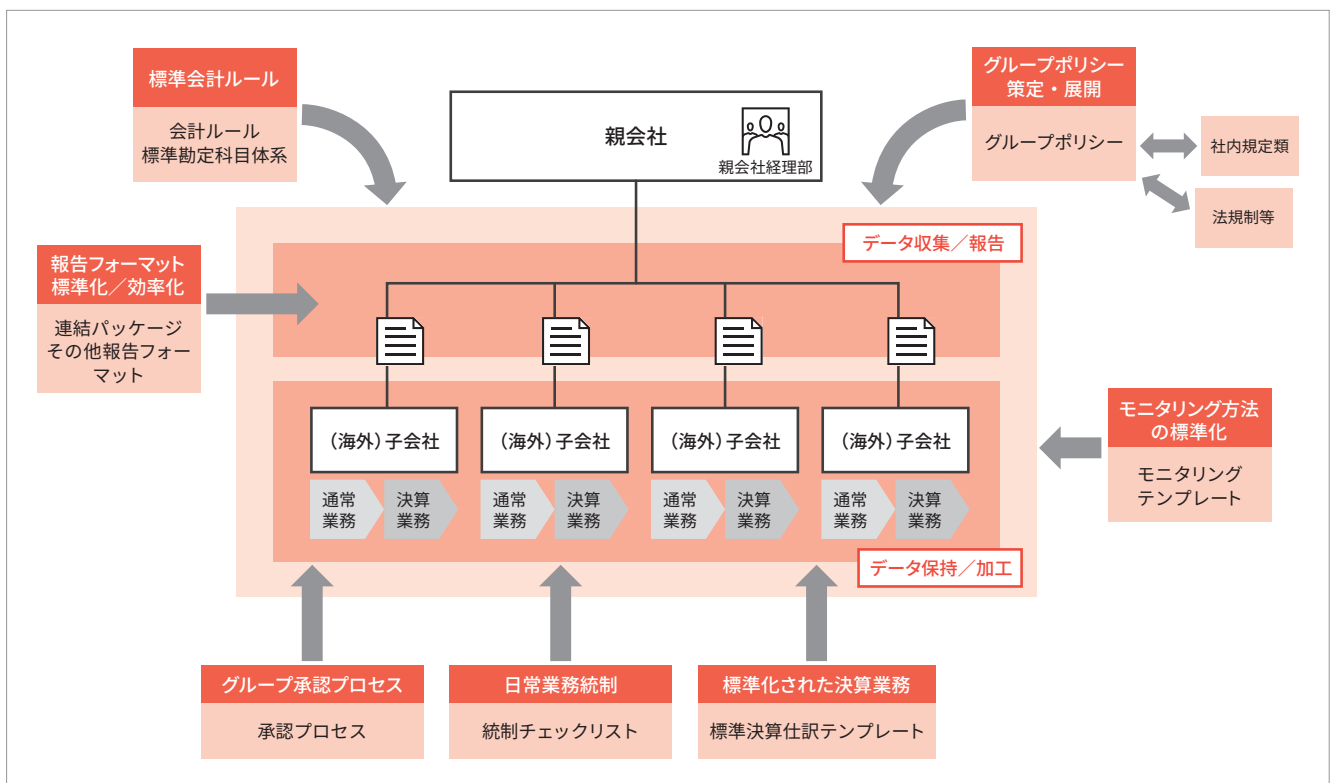 標準会計ルール
会計ルール
標準勘定科目体系
親会社
親会社経理部
グループポリシー
策定・展開
グループポリシー
社内規定類
法規制等
データ収集／報告
報告フォーマット
標準化／効率化
連結パッケージ
その他報告フォー
マット
（海外）子会社
（海外）子会社
（海外）子会社
（海外）子会社
通常
業務
決算
業務
通常
業務
決算
業務
通常
業務
決算
業務
通常
業務
決算
業務
データ保持／加工
モニタリング方法
の標準化
モニタリング
テンプレート
グループ承認プロセス
承認プロセス
日常業務統制
統制チェックリスト
標準化された決算業務
標準決算仕訳テンプレート